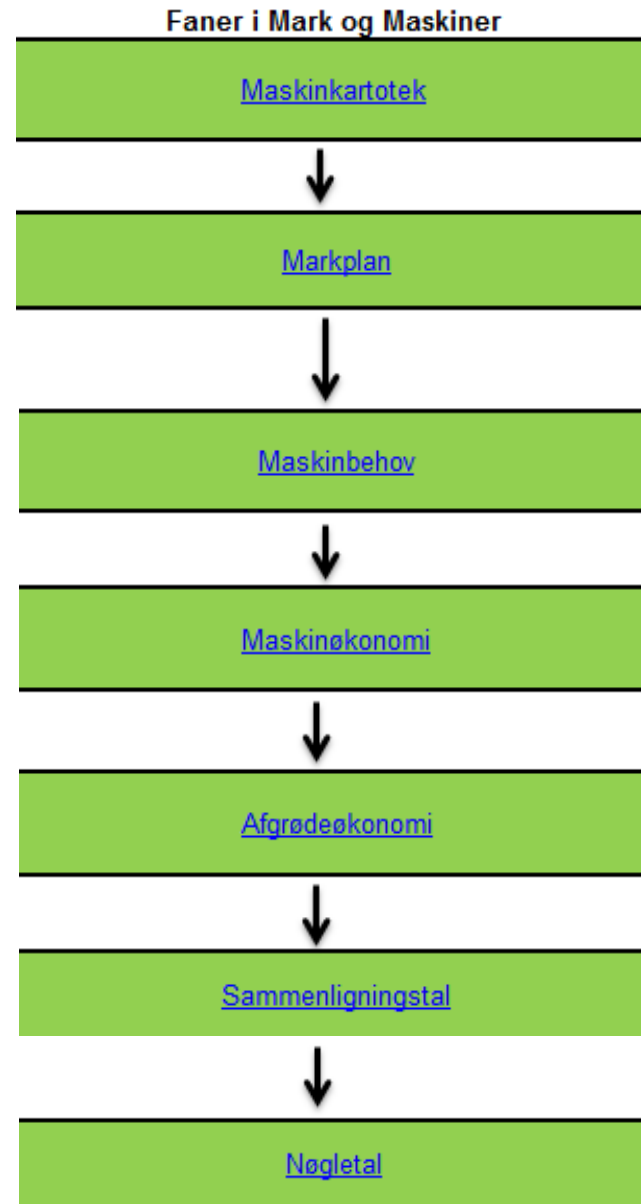 Faner i Mark og Maskiner
Maskinkartotek
Markplan
Maskinbehov
Maskinøkonomi
Afgrødeøkonomi
Sammenligningstal
Nøgletal